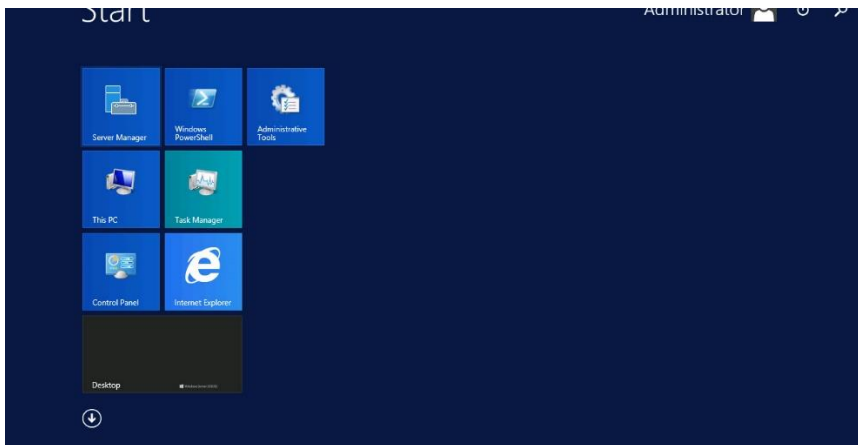 Start
Administrator
Server Manager
Windows
PowerShell
Administrative
Tools
This PC
Task Manager
Control Panel
Internet Explorer
Desktop